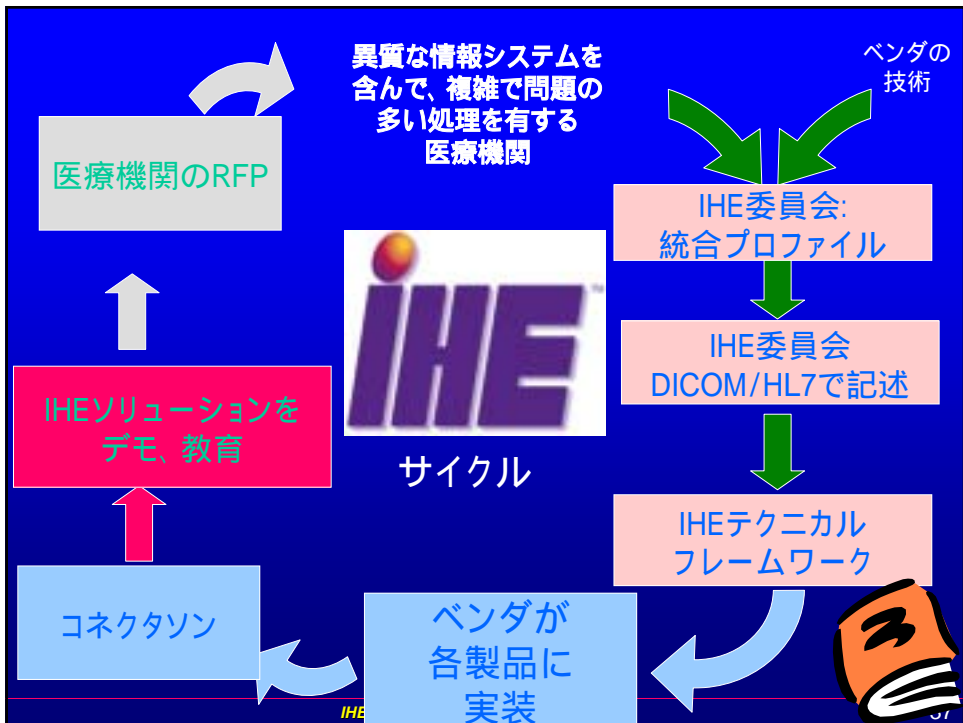 異質な情報システムを
含んで、複雑で問題の
多い処理を有する
医療機関
ベンダの
技術
医療機関のRFP
IHE委員会:
統合プロファイル
IHE
サイクル
IHE委員会
DICOM/HL7で記述
IHEソリューションを
デモ、教育
IHEテクニカル
フレームワーク
コネクタソン
ベンダが
各製品に
実装
IHE
37